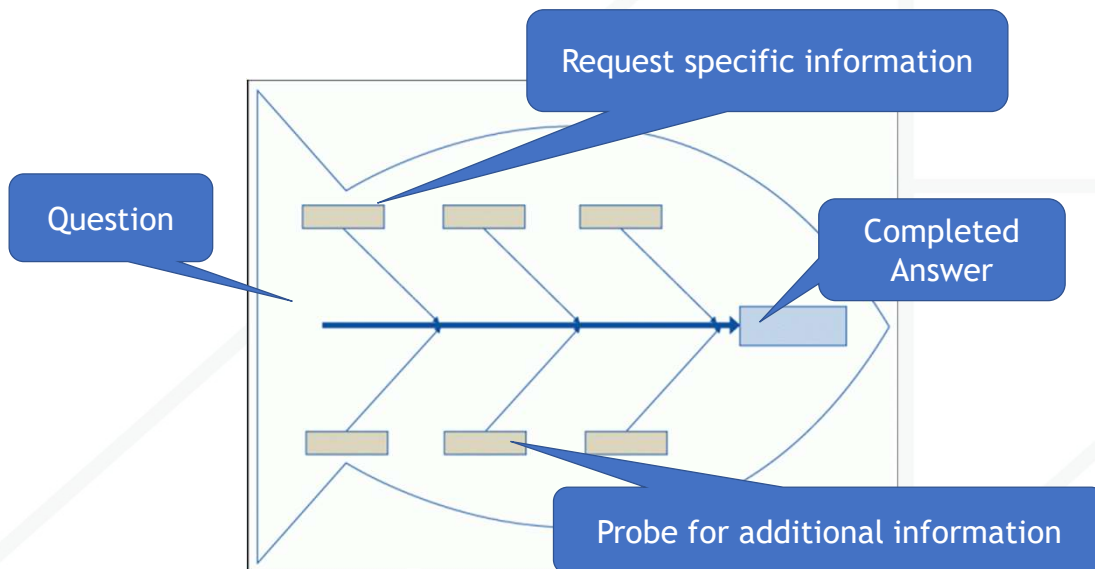 Request specific information
Question
Completed
Answer
Probe for additional information